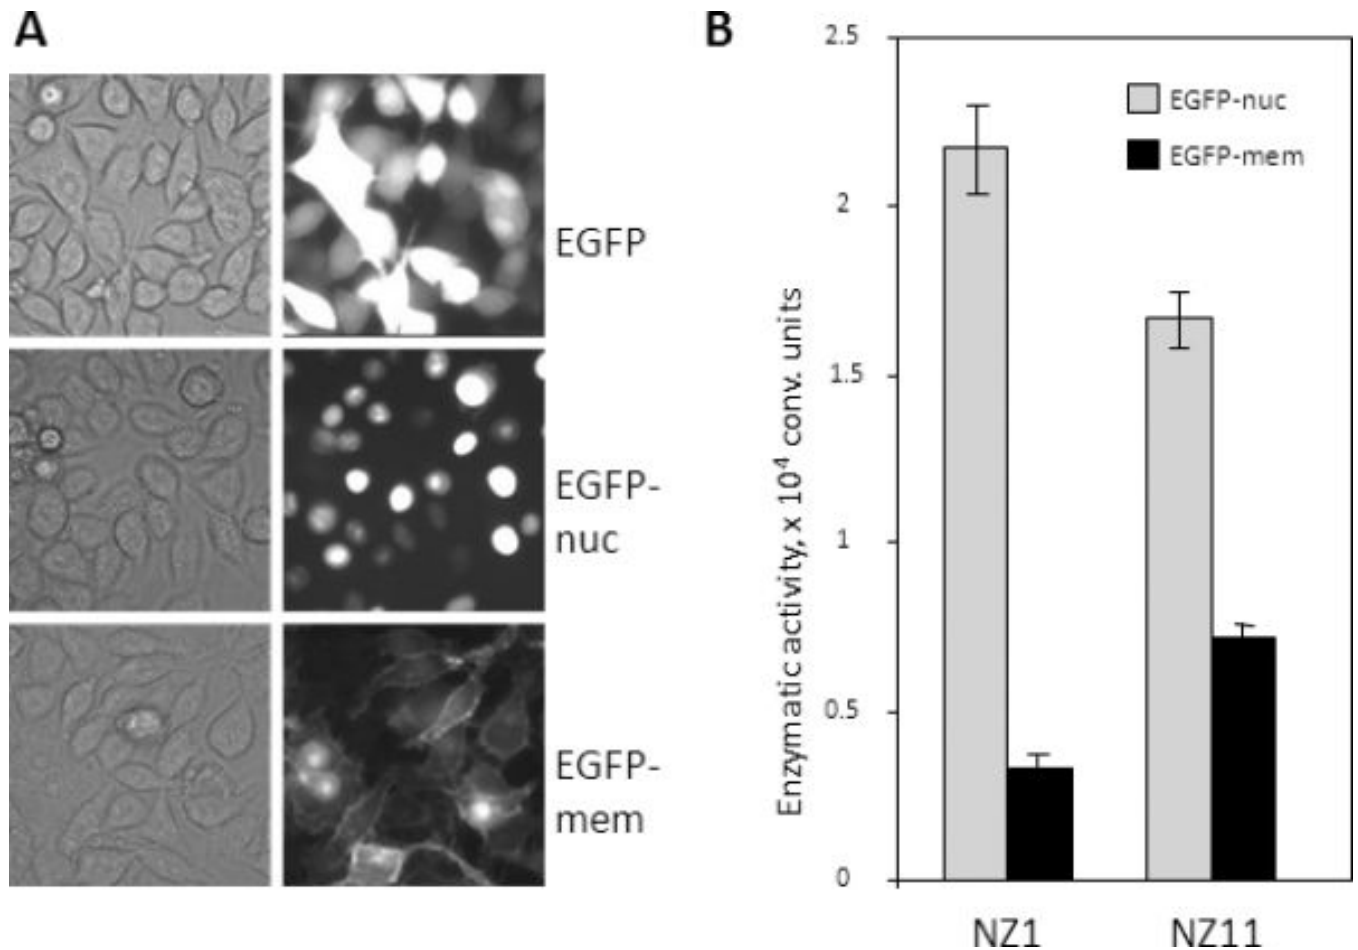 A
EGFP
EGFP-
nuc
EGFP-
mem
B
Enzymatic activity, x 10⁴ conv. units
2.5
2
1.5
1
0.5
0
EGFP-nuc
EGFP-mem
NZ1
NZ11